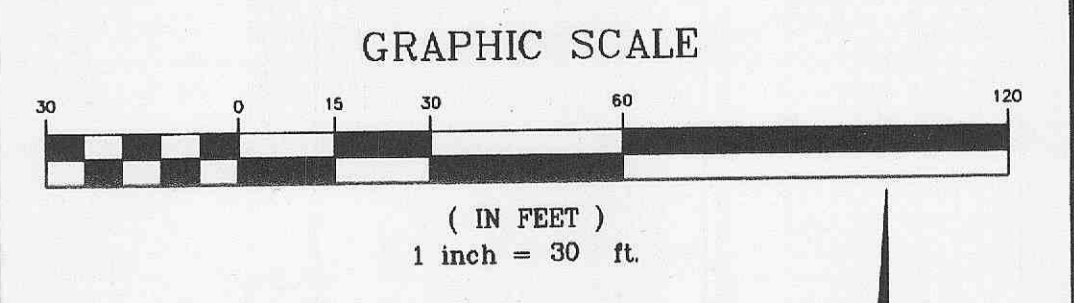 GRAPHIC SCALE
30 0 15 30 60 120
( IN FEET )
1 inch = 30 ft.